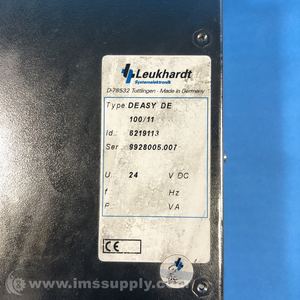 Leukhardt
Systemelektronik
D-78532 Tuttlingen · Made in Germany
Type DEASY DE
100/11
Id.: 6219113
Ser.: 9928005.007
U 24 V DC
f Hz
P VA
CE
© www.imssupply.com